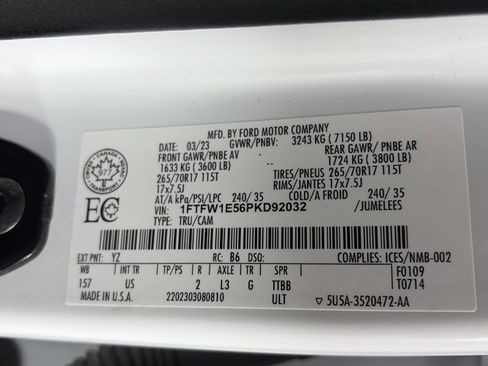 MFD. BY FORD MOTOR COMPANY
DATE: 03/23 GVWR/PNBV: 3243 KG ( 7150 LB)
FRONT GAWR/PNBE AV - REAR GAWR / PNBE AR
1633 KG ( 3600 LB) - 1724 KG ( 3800 LB)
265/70R17 115T TIRES/PNEUS 265/70R17 115T
17x7.5J RIMS/JANTES 17x7.5J
AT/A kPa/PSI/LPC 240/ 35 COLD/A FROID 240/ 35
VIN: 1FTFW1E56PKD92032 /JUMELEES
TYPE: TRU/CAM
CANADA
977
TRANSPORT
EC
EXT PNT: YZ RC: B6 DSO: COMPLIES: ICES/NMB-002
WB INT TR TP/PS R AXLE TR SPR F0109
157 US 2 L3 G TTBB T0714
MADE IN U.S.A. 2202303080810 ULT ▽ 5U5A-3520472-AA